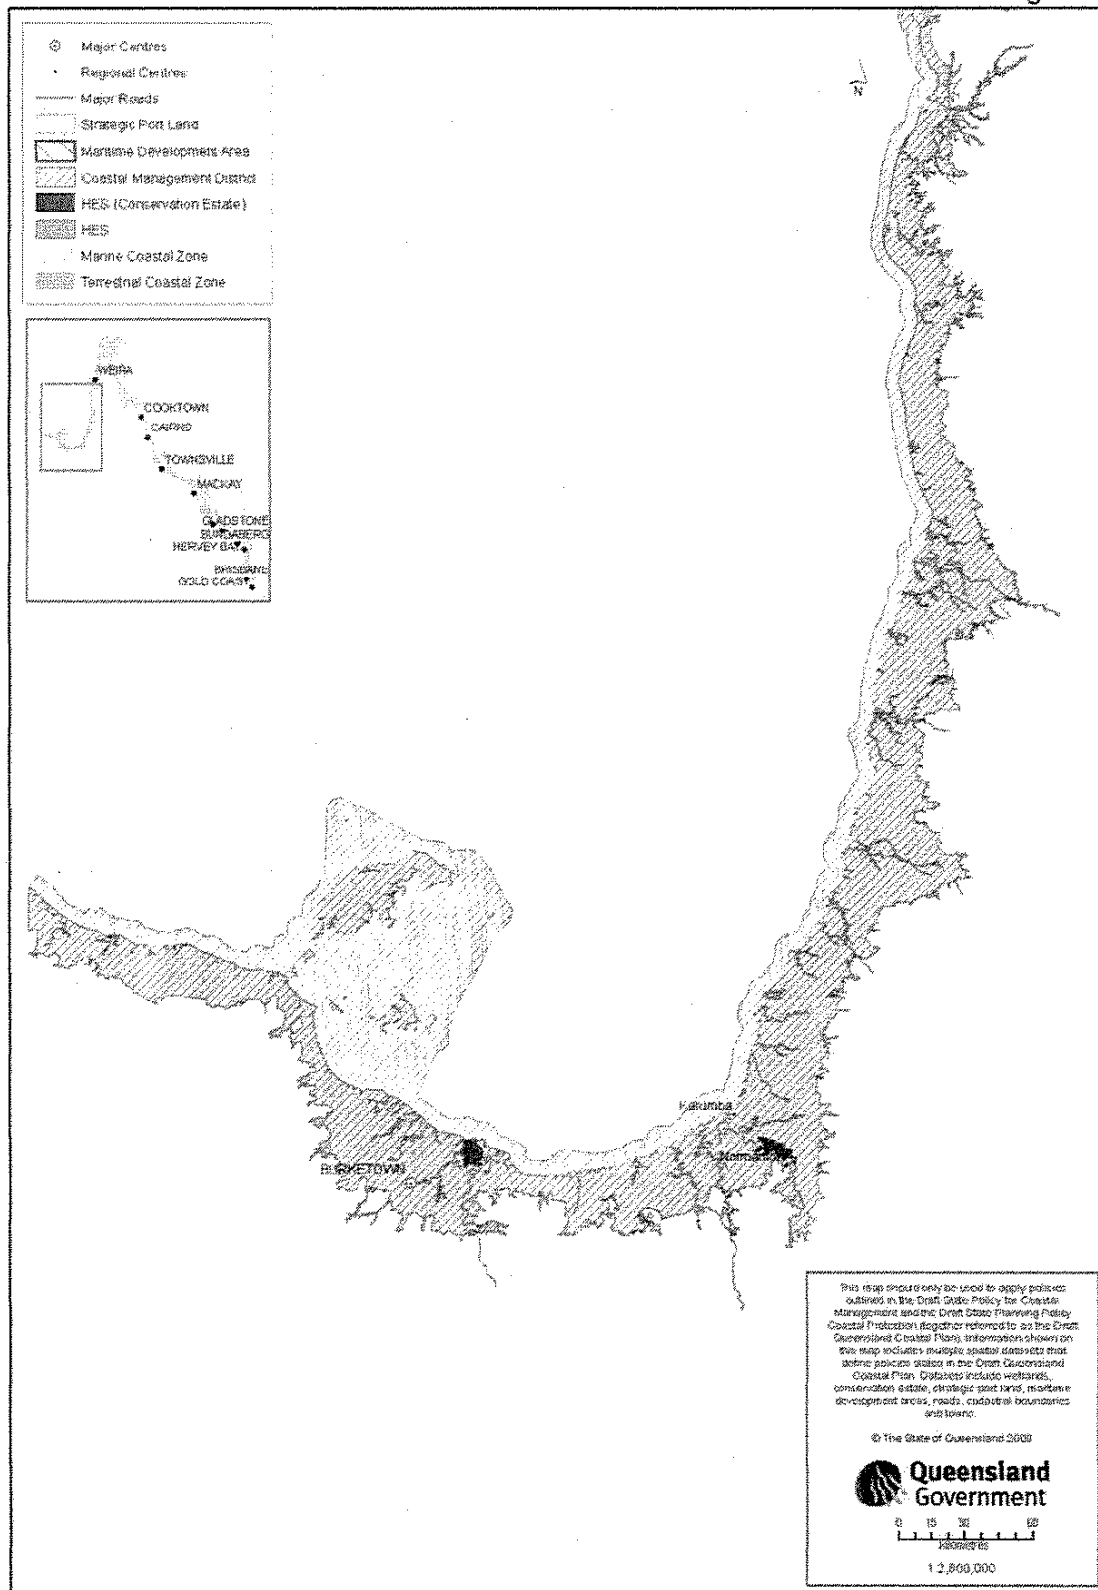 Major Centres
Regional Centres
Major Roads
Strategic Port Land
Maritime Development Area
Coastal Management District
HES (Conservation Estate)
HES
Marine Coastal Zone
Terrestrial Coastal Zone
N
WEIPA
COOKTOWN
CAIRNS
TOWNSVILLE
MACKAY
GLADSTONE
BUNDABERG
HERVEY BAY
BRISBANE
GOLD COAST
Karumba
BURKETOWN
This map should only be used to apply policies
outlined in the Draft State Policy for Coastal
Management and the Draft State Planning Policy
Coastal Protection (together referred to as the Draft
Queensland Coastal Plan). Information shown on
this map includes multiple spatial datasets that
define policies stated in the Draft Queensland
Coastal Plan. Datasets include wetlands,
conservation estate, strategic port land, maritime
development areas, roads, cadastral boundaries
and towns.
© The State of Queensland 2009
Queensland
Government
0 15 30 60
kilometres